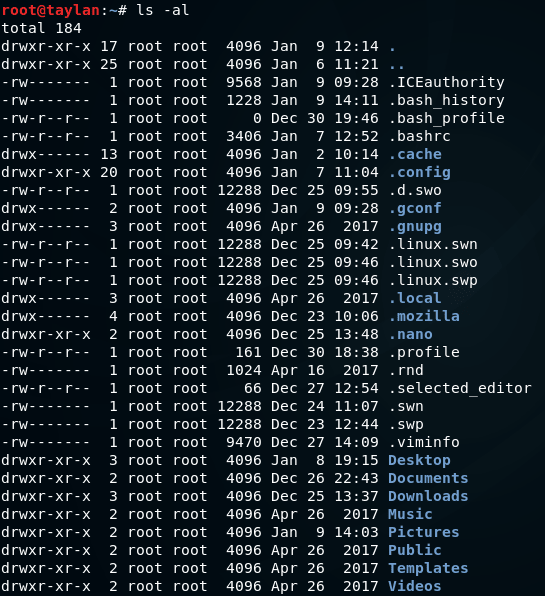 root@taylan:~# ls -al
total 184
drwxr-xr-x 17 root root  4096 Jan  9 12:14 .
drwxr-xr-x 25 root root  4096 Jan  6 11:21 ..
-rw-------  1 root root  9568 Jan  9 09:28 .ICEauthority
-rw-------  1 root root  1228 Jan  9 14:11 .bash_history
-rw-r--r--  1 root root     0 Dec 30 19:46 .bash_profile
-rw-r--r--  1 root root  3406 Jan  7 12:52 .bashrc
drwx------ 13 root root  4096 Jan  2 10:14 .cache
drwxr-xr-x 20 root root  4096 Jan  7 11:04 .config
-rw-r--r--  1 root root 12288 Dec 25 09:55 .d.swo
drwx------  2 root root  4096 Jan  9 09:28 .gconf
drwx------  3 root root  4096 Apr 26  2017 .gnupg
-rw-r--r--  1 root root 12288 Dec 25 09:42 .linux.swn
-rw-r--r--  1 root root 12288 Dec 25 09:46 .linux.swo
-rw-r--r--  1 root root 12288 Dec 25 09:46 .linux.swp
drwx------  3 root root  4096 Apr 26  2017 .local
drwx------  4 root root  4096 Dec 23 10:06 .mozilla
drwxr-xr-x  2 root root  4096 Dec 25 13:48 .nano
-rw-r--r--  1 root root   161 Dec 30 18:38 .profile
-rw-------  1 root root  1024 Apr 16  2017 .rnd
-rw-r--r--  1 root root    66 Dec 27 12:54 .selected_editor
-rw-------  1 root root 12288 Dec 24 11:07 .swn
-rw-------  1 root root 12288 Dec 23 12:44 .swp
-rw-------  1 root root  9470 Dec 27 14:09 .viminfo
drwxr-xr-x  3 root root  4096 Jan  8 19:15 Desktop
drwxr-xr-x  2 root root  4096 Dec 26 22:43 Documents
drwxr-xr-x  3 root root  4096 Dec 25 13:37 Downloads
drwxr-xr-x  2 root root  4096 Apr 26  2017 Music
drwxr-xr-x  2 root root  4096 Jan  9 14:03 Pictures
drwxr-xr-x  2 root root  4096 Apr 26  2017 Public
drwxr-xr-x  2 root root  4096 Apr 26  2017 Templates
drwxr-xr-x  2 root root  4096 Apr 26  2017 Videos